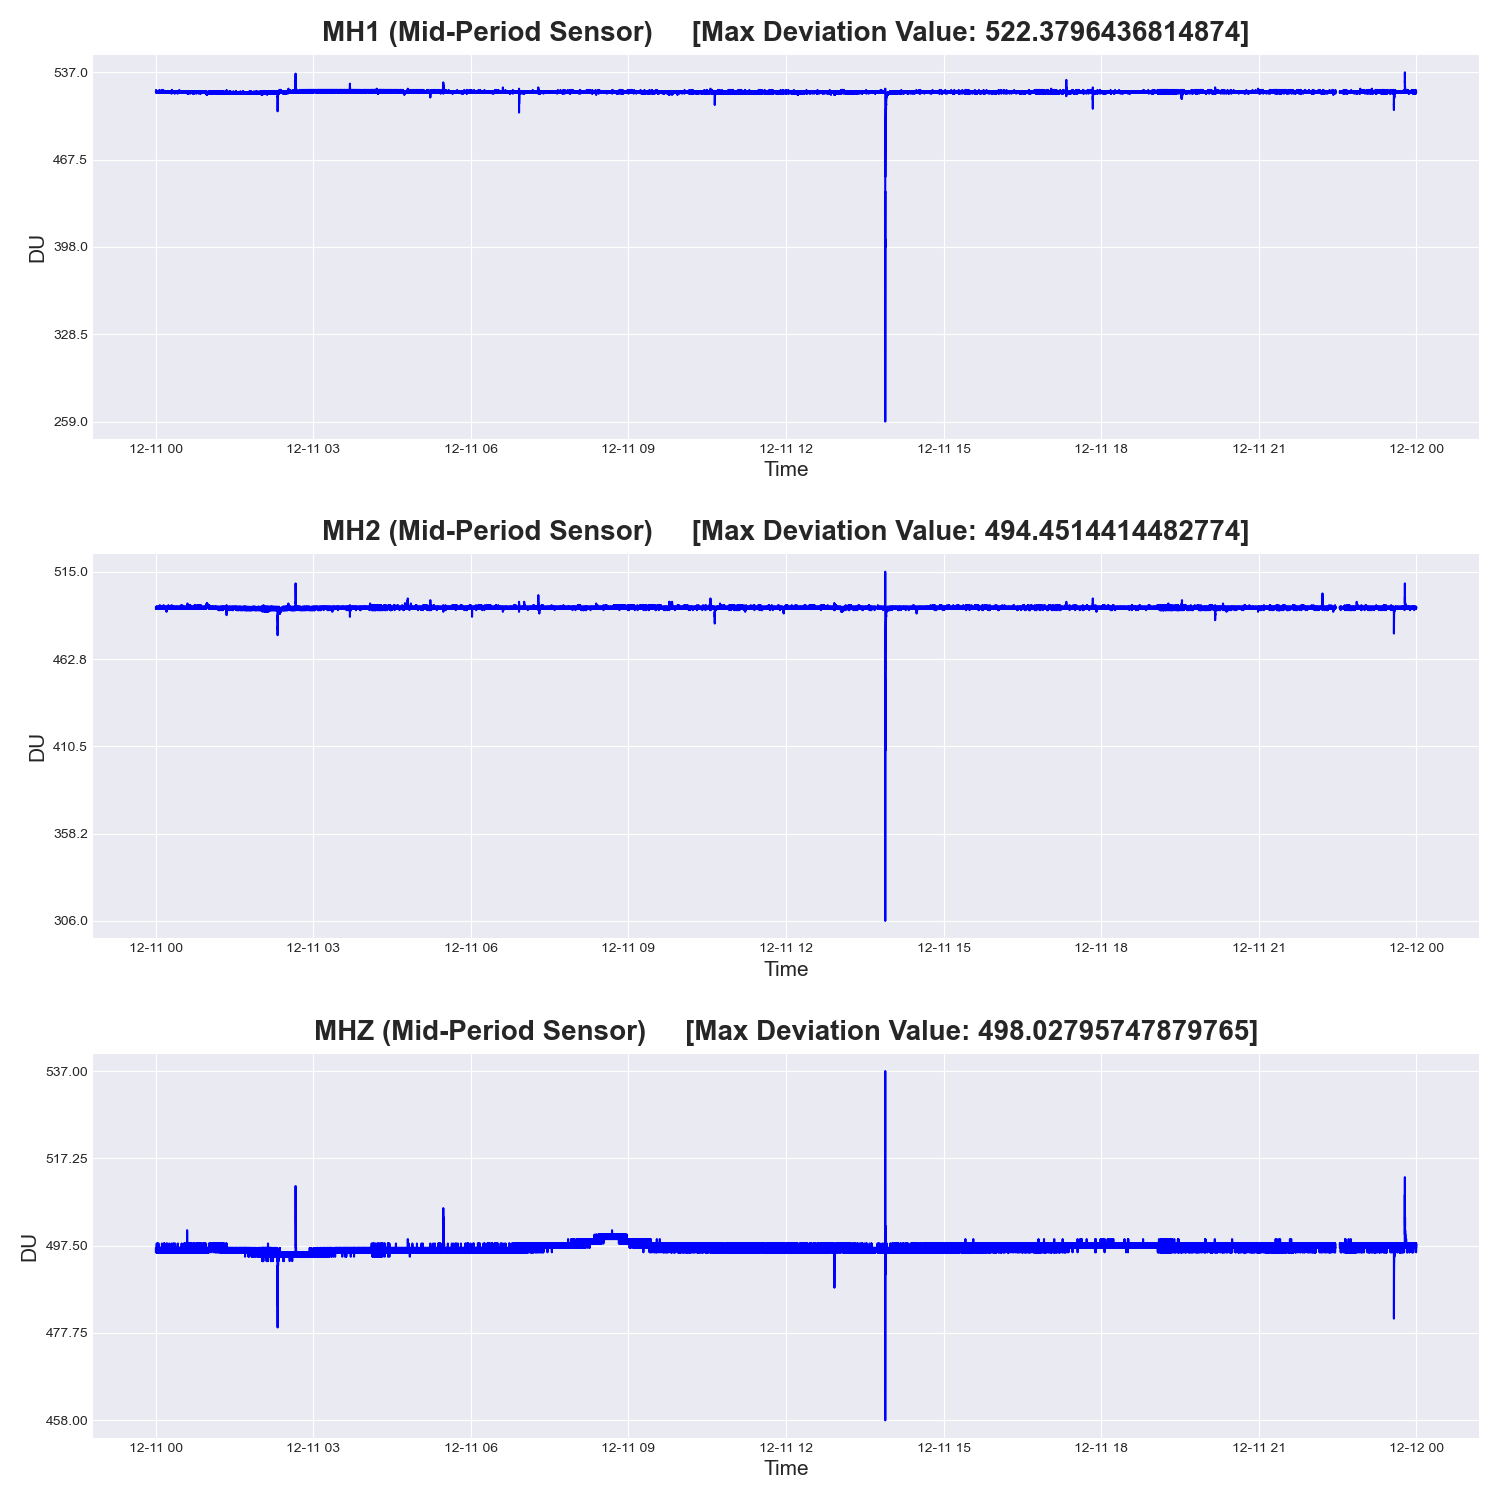 MH1 (Mid-Period Sensor) [Max Deviation Value: 522.3796436814874]
537.0
467.5
398.0
328.5
259.0
DU
12-11 00 12-11 03 12-11 06 12-11 09 12-11 12 12-11 15 12-11 18 12-11 21 12-12 00
Time
MH2 (Mid-Period Sensor) [Max Deviation Value: 494.4514414482774]
515.0
462.8
410.5
358.2
306.0
DU
12-11 00 12-11 03 12-11 06 12-11 09 12-11 12 12-11 15 12-11 18 12-11 21 12-12 00
Time
MHZ (Mid-Period Sensor) [Max Deviation Value: 498.02795747879765]
537.00
517.25
497.50
477.75
458.00
DU
12-11 00 12-11 03 12-11 06 12-11 09 12-11 12 12-11 15 12-11 18 12-11 21 12-12 00
Time